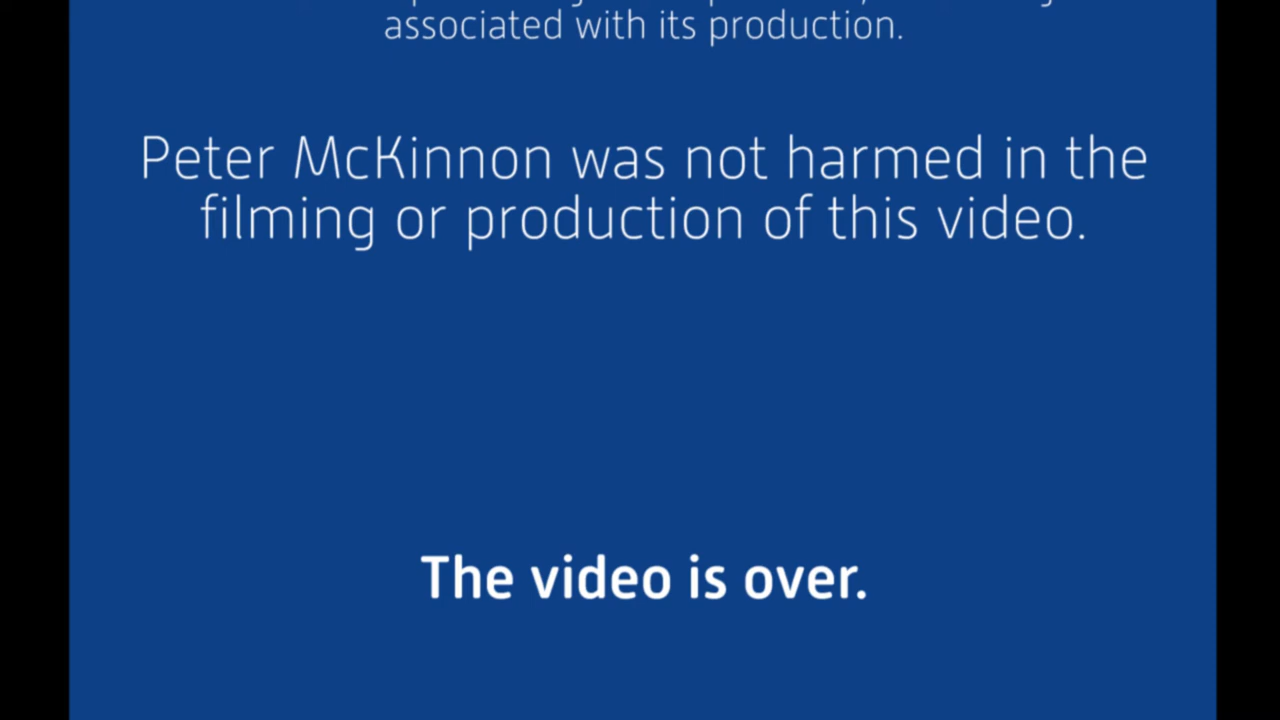 associated with its production.
Peter McKinnon was not harmed in the
filming or production of this video.
The video is over.